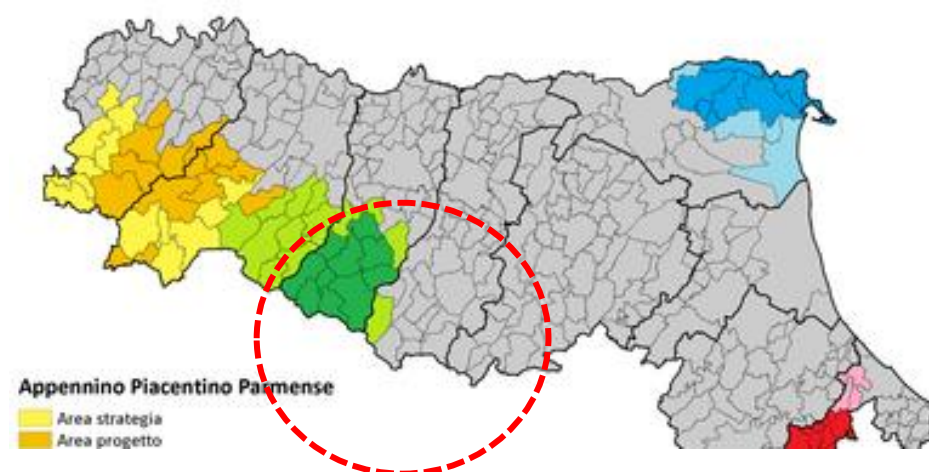 Appennino Piacentino Parmense
Area strategia
Area progetto